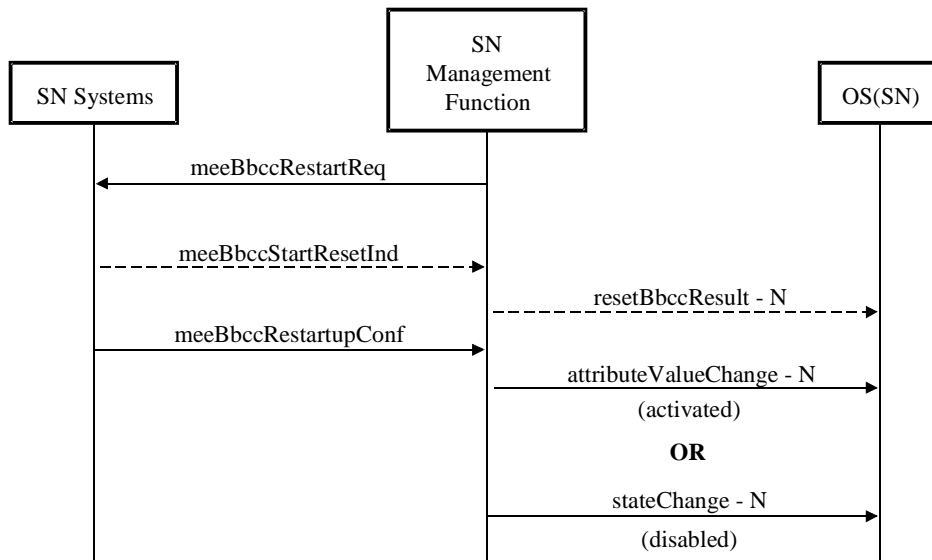 SN
Management
Function
SN Systems
OS(SN)
meeBbccRestartReq
meeBbccStartResetInd
resetBbccResult - N
meeBbccRestartupConf
attributeValueChange - N
(activated)
OR
stateChange - N
(disabled)